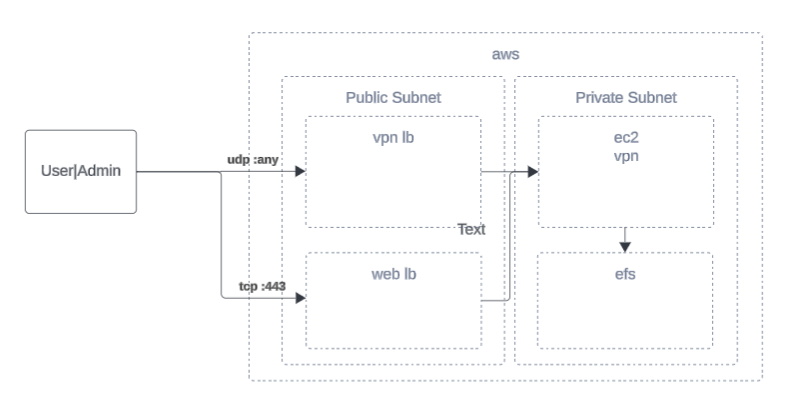 aws
Public Subnet
Private Subnet
vpn lb
ec2
vpn
udp :any
User|Admin
Text
web lb
efs
tcp :443